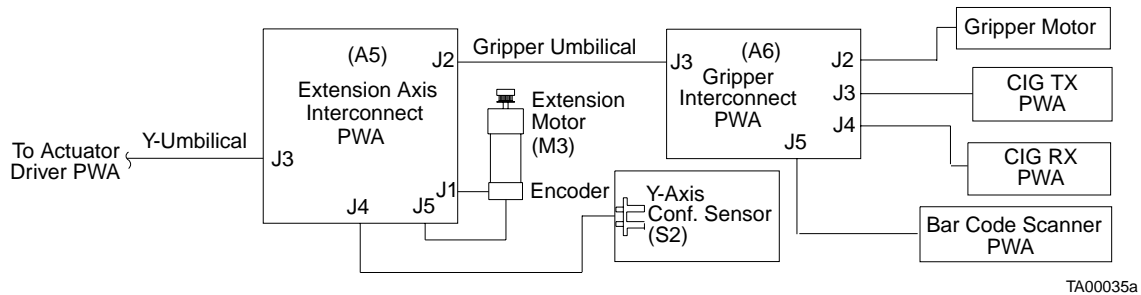 (A5)
Extension Axis
Interconnect
PWA
J2
J3
J1
J4
J5
To Actuator
Driver PWA
Y-Umbilical
Gripper Umbilical
Extension
Motor
(M3)
Encoder
Y-Axis
Conf. Sensor
(S2)
(A6)
Gripper
Interconnect
PWA
J3
J2
J3
J4
J5
Gripper Motor
CIG TX
PWA
CIG RX
PWA
Bar Code Scanner
PWA
TA00035a